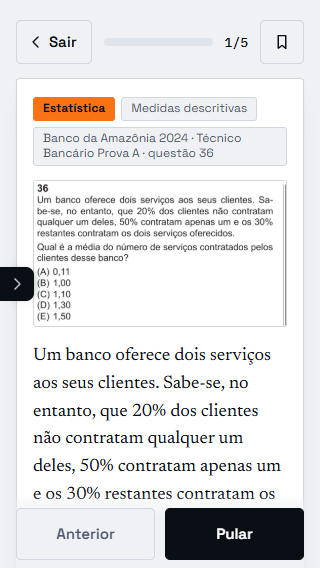 Sair
1/5
Estatística
Medidas descritivas
Banco da Amazônia 2024 · Técnico
Bancário Prova A · questão 36
36
Um banco oferece dois serviços aos seus clientes. Sa-
be-se, no entanto, que 20% dos clientes não contratam
qualquer um deles, 50% contratam apenas um e os 30%
restantes contratam os dois serviços oferecidos.
Qual é a média do número de serviços contratados pelos
clientes desse banco?
(A) 0,11
(B) 1,00
(C) 1,10
(D) 1,30
(E) 1,50
Um banco oferece dois serviços
aos seus clientes. Sabe-se, no
entanto, que 20% dos clientes
não contratam qualquer um
deles, 50% contratam apenas um
e os 30% restantes contratam os
Anterior
Pular